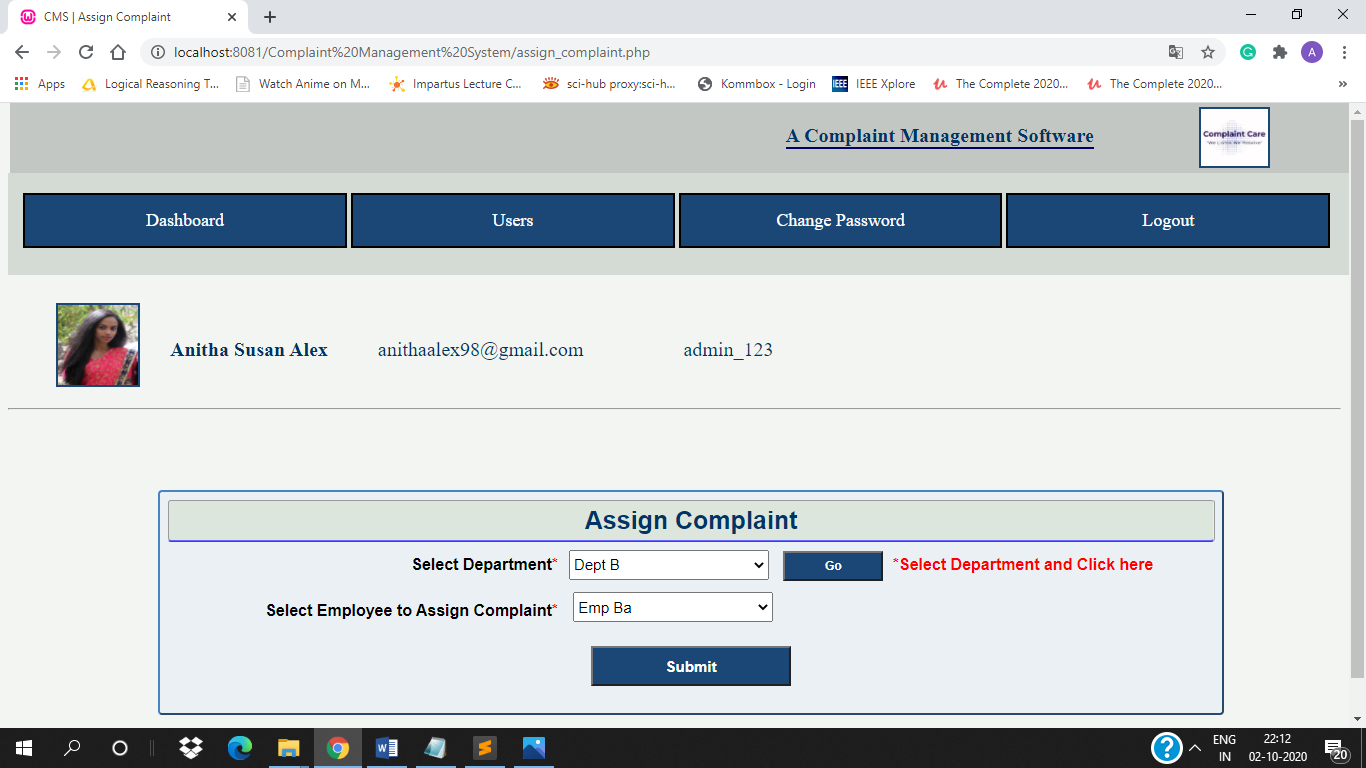 CMS | Assign Complaint
localhost:8081/Complaint%20Management%20System/assign_complaint.php
A
Apps Logical Reasoning T... Watch Anime on M... Impartus Lecture C... sci-hub proxy:sci-h... Kommbox - Login IEEE IEEE Xplore The Complete 2020... The Complete 2020... »
A Complaint Management Software
Complaint Care
Dashboard Users Change Password Logout
Anitha Susan Alex anithaalex98@gmail.com admin_123
Assign Complaint
Select Department* Dept B Go *Select Department and Click here
Select Employee to Assign Complaint* Emp Ba
Submit
ENG 22:12
IN 02-10-2020 20